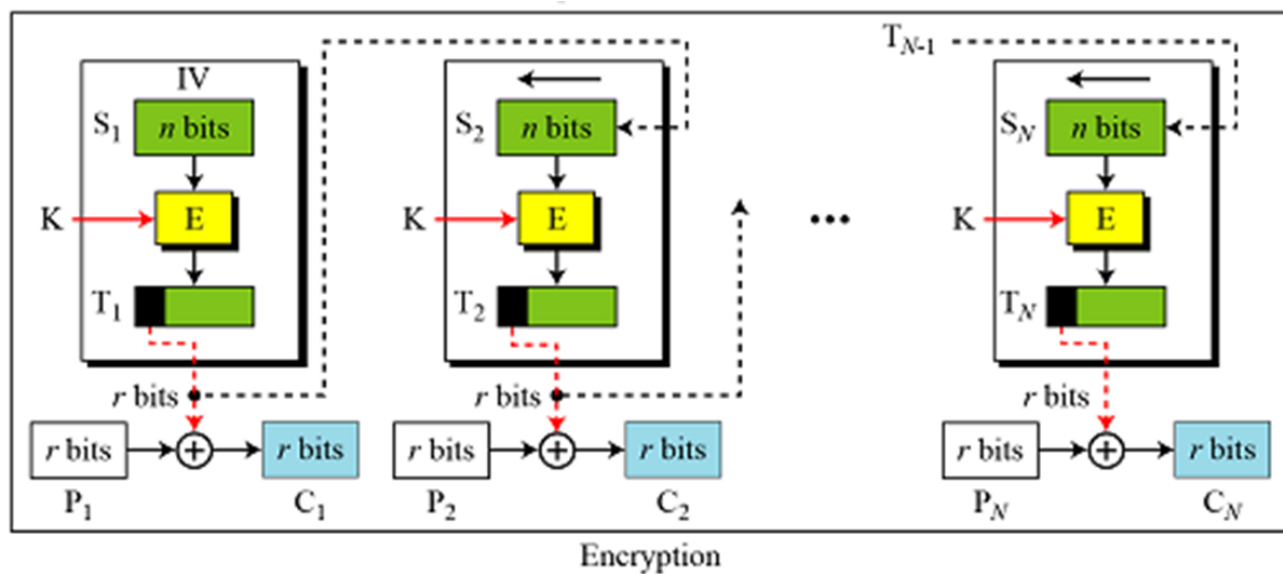 T_{N-1}
IV
S_1 n bits S_2 n bits S_N n bits
K E K E ••• K E
T_1 T_2 T_N
r bits r bits r bits
r bits + r bits r bits + r bits r bits + r bits
P_1 C_1 P_2 C_2 P_N C_N
Encryption